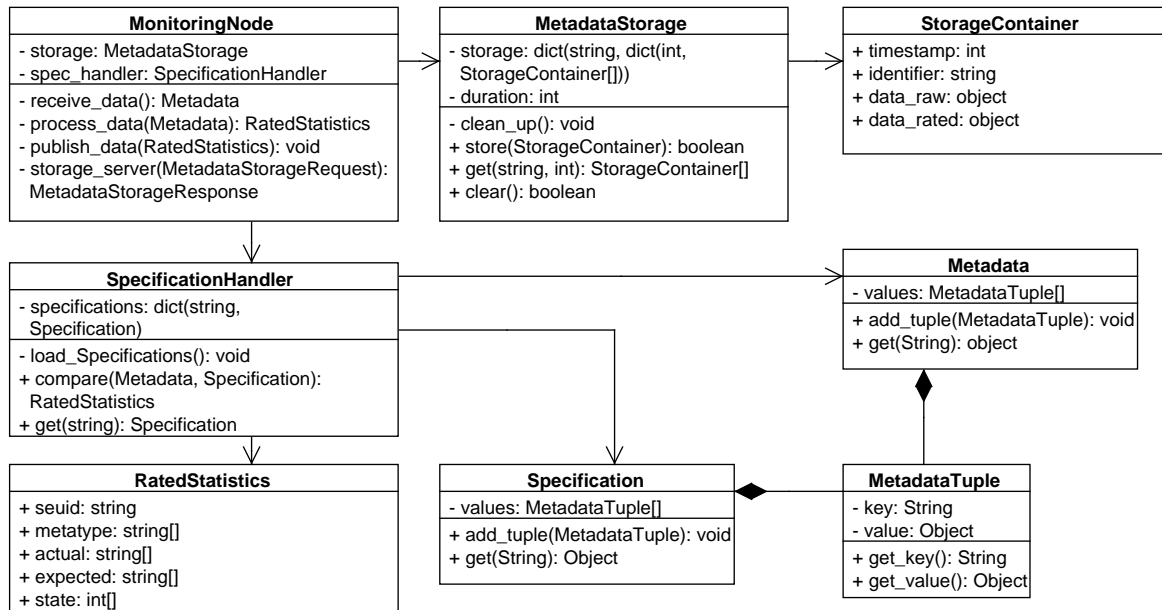 MonitoringNode
- storage: MetadataStorage
- spec_handler: SpecificationHandler
- receive_data(): Metadata
- process_data(Metadata): RatedStatistics
- publish_data(RatedStatistics): void
- storage_server(MetadataStorageRequest):
MetadataStorageResponse
MetadataStorage
- storage: dict(string, dict(int,
StorageContainer[]))
- duration: int
- clean_up(): void
+ store(StorageContainer): boolean
+ get(string, int): StorageContainer[]
+ clear(): boolean
StorageContainer
+ timestamp: int
+ identifier: string
+ data_raw: object
+ data_rated: object
SpecificationHandler
- specifications: dict(string,
Specification)
- load_Specifications(): void
+ compare(Metadata, Specification):
RatedStatistics
+ get(string): Specification
Metadada
- values: MetadataTuple[]
+ add_tuple(MetadataTuple): void
+ get(String): object
RatedStatistics
+ seuid: string
+ metatype: string[]
+ actual: string[]
+ expected: string[]
+ state: int[]
Specification
- values: MetadataTuple[]
+ add_tuple(MetadataTuple): void
+ get(String): Object
MetadataTuple
- key: String
- value: Object
+ get_key(): String
+ get_value(): Object